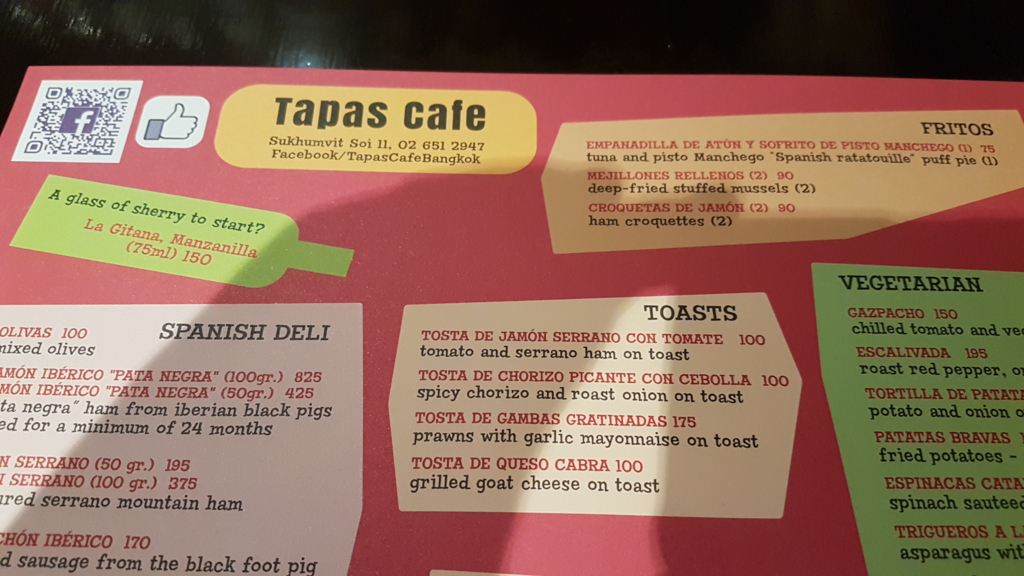 Tapas Cafe
Sukhumvit Soi 11, 02 651 2947
Facebook/TapasCafeBangkok
A glass of sherry to start?
La Gitana, Manzanilla
(75ml) 150
FRITOS
EMPANADILLA DE ATÚN Y SOFRITO DE PISTO MANCHEGO (1) 75
tuna and pisto Manchego "Spanish ratatouille" puff pie (1)
MEJILLONES RELLENOS (2) 90
deep-fried stuffed mussels (2)
CROQUETAS DE JAMÓN (2) 90
ham croquettes (2)
SPANISH DELI
OLIVAS 100
mixed olives
IBÉRICO "PATA NEGRA" (100gr.) 825
IBÉRICO "PATA NEGRA" (50gr.) 425
negra" ham from iberian black pigs
for a minimum of 24 months
SERRANO (50 gr.) 195
SERRANO (100 gr.) 375
serrano mountain ham
IBÉRICO 170
sausage from the black foot pig
TOASTS
TOSTA DE JAMÓN SERRANO CON TOMATE 100
tomato and serrano ham on toast
TOSTA DE CHORIZO PICANTE CON CEBOLLA 100
spicy chorizo and roast onion on toast
TOSTA DE GAMBAS GRATINADAS 175
prawns with garlic mayonnaise on toast
TOSTA DE QUESO CABRA 100
grilled goat cheese on toast
VEGETARIAN
GAZPACHO 150
chilled tomato and
ESCALIVADA 195
roast red pepper,
TORTILLA DE
potato and onion
PATATAS BRAVAS
fried potatoes -
ESPINACAS
spinach
TRIGUEROS A
asparagus